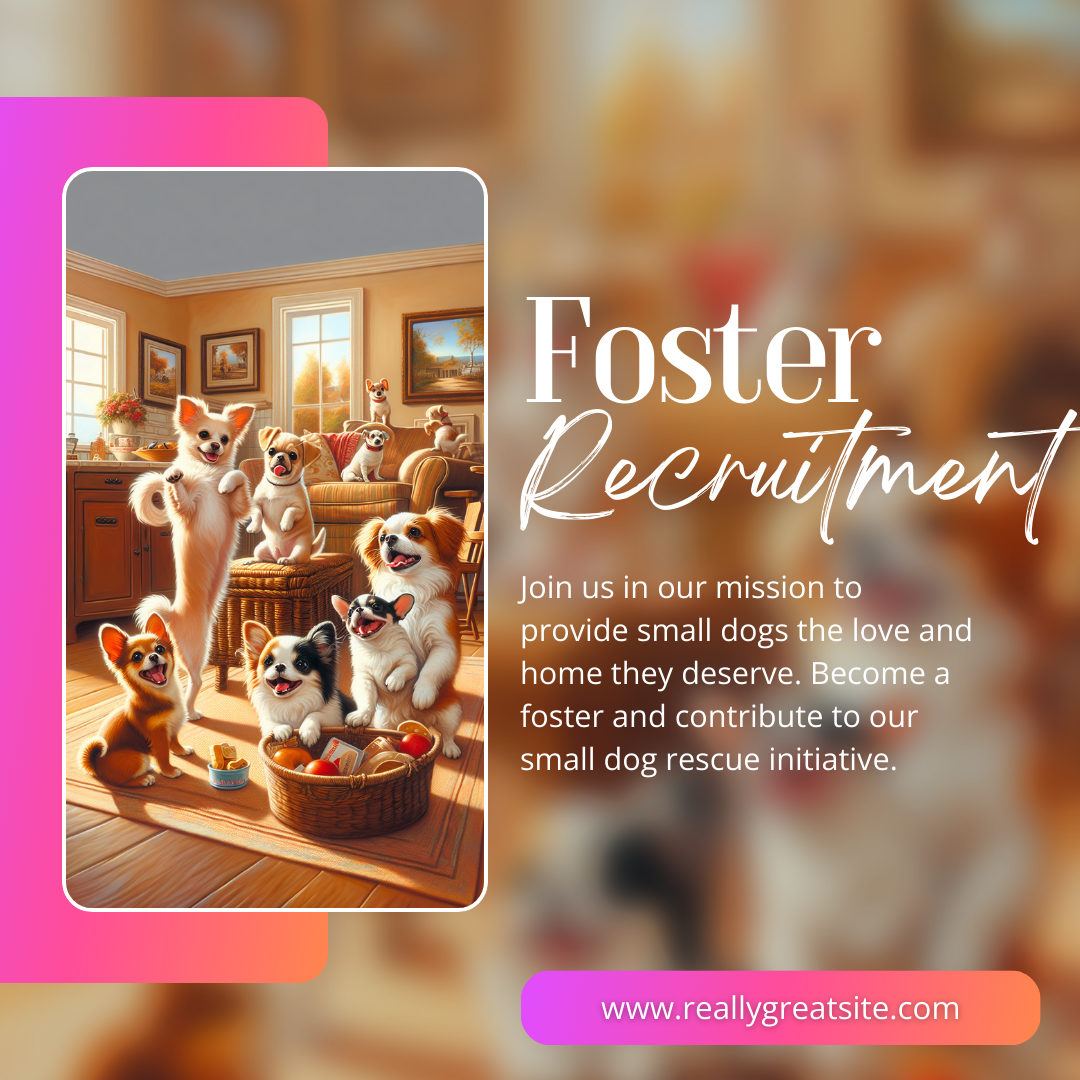 Foster
Recruitment
Join us in our mission to
provide small dogs the love and
home they deserve. Become a
foster and contribute to our
small dog rescue initiative.
www.reallygreatsite.com